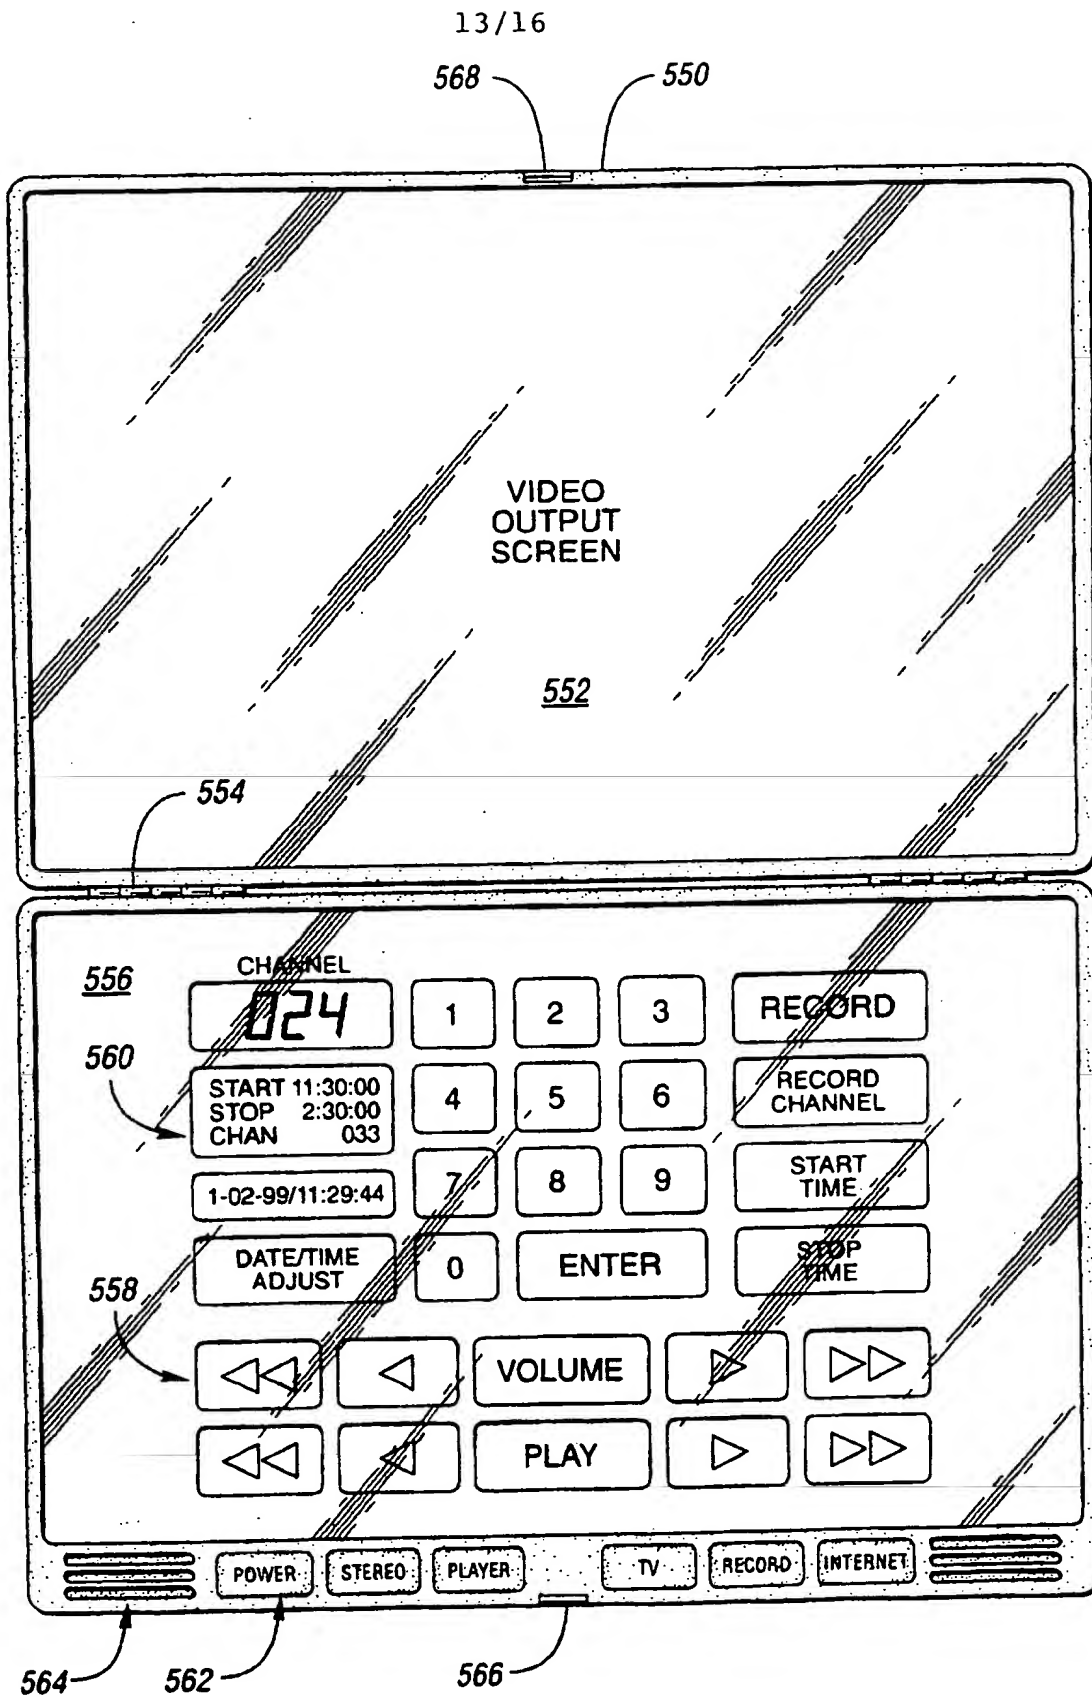 13/16
568
550
VIDEO
OUTPUT
SCREEN
552
554
556
CHANNEL
024
1
2
3
RECORD
560
START 11:30:00
STOP 2:30:00
CHAN 033
4
5
6
RECORD
CHANNEL
1-02-99/11:29:44
7
8
9
START
TIME
DATE/TIME
ADJUST
0
ENTER
STOP
TIME
558
VOLUME
PLAY
POWER
STEREO
PLAYER
TV
RECORD
INTERNET
564
562
566